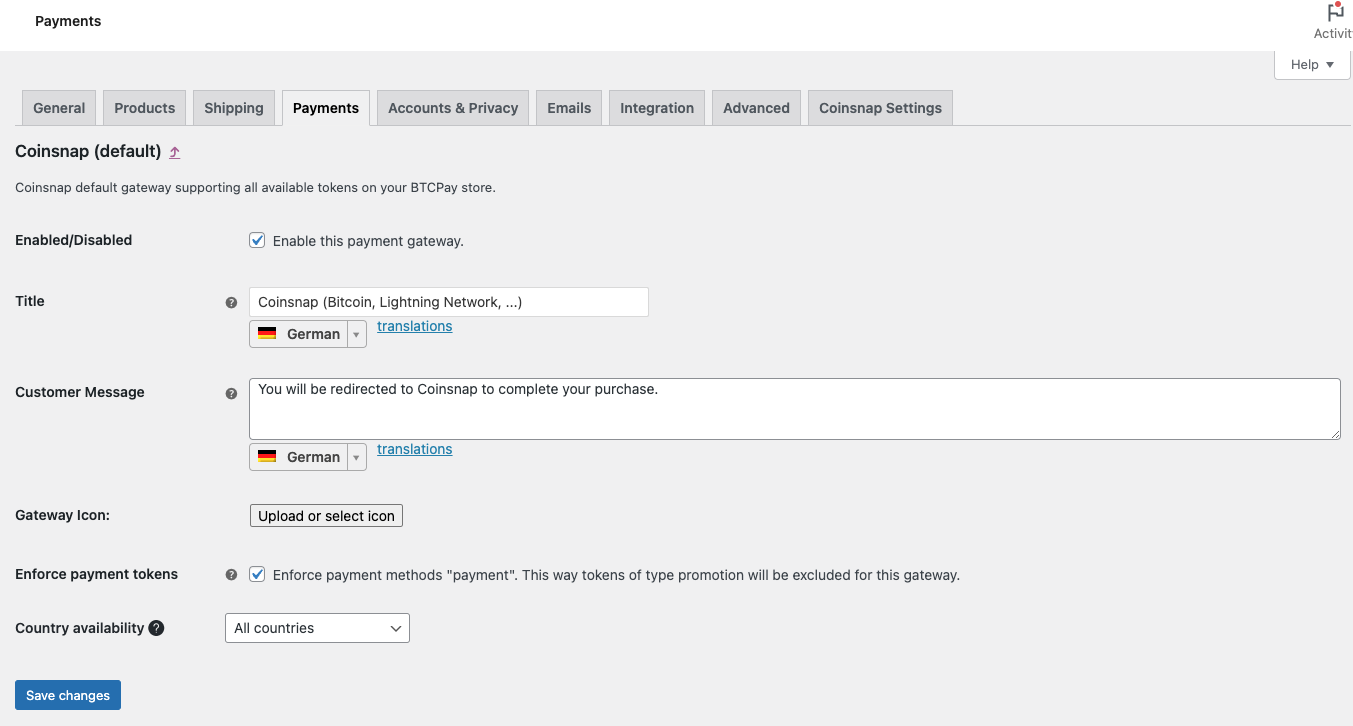 Payments
Activit
Help
General Products Shipping Payments Accounts & Privacy Emails Integration Advanced Coinsnap Settings
Coinsnap (default)
Coinsnap default gateway supporting all available tokens on your BTCPay store.
Enabled/Disabled Enable this payment gateway.
Title ? Coinsnap (Bitcoin, Lightning Network, ...)
German translations
Customer Message ? You will be redirected to Coinsnap to complete your purchase.
German translations
Gateway Icon: Upload or select icon
Enforce payment tokens ? Enforce payment methods "payment". This way tokens of type promotion will be excluded for this gateway.
Country availability ? All countries
Save changes